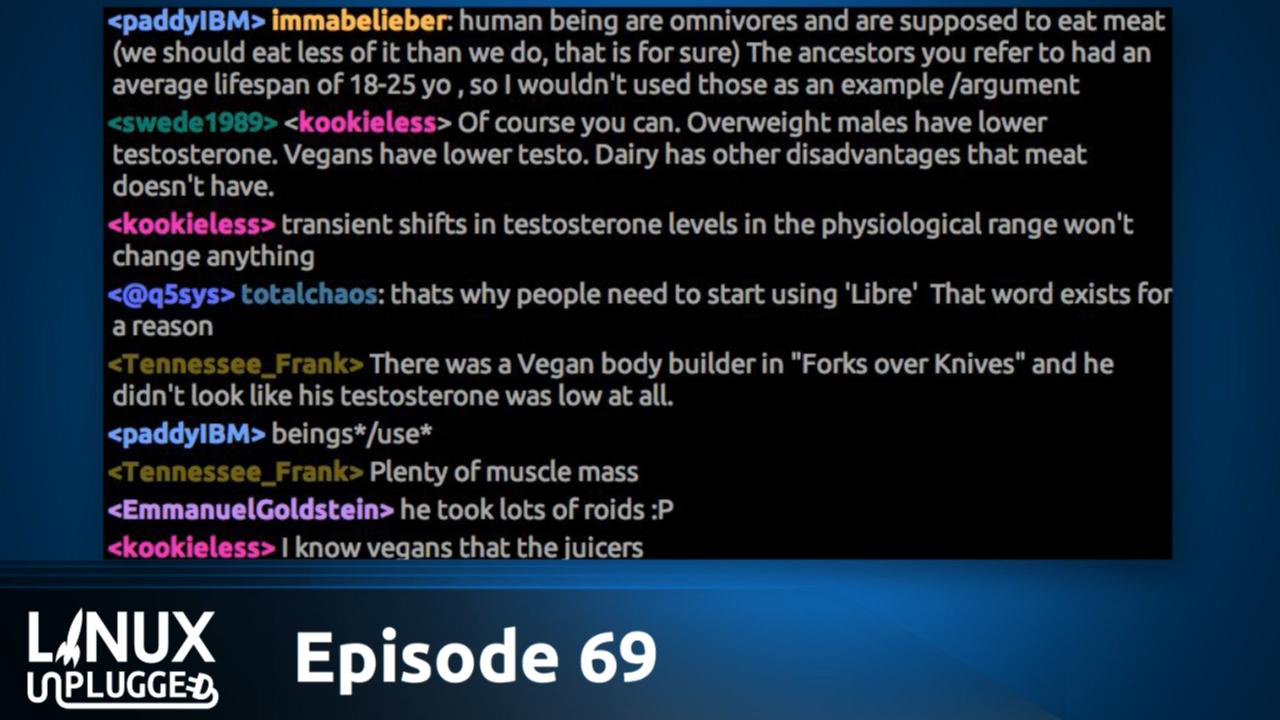 <paddyIBM> immabelieber: human being are omnivores and are supposed to eat meat
(we should eat less of it than we do, that is for sure) The ancestors you refer to had an
average lifespan of 18-25 yo , so I wouldn't used those as an example /argument
<swede1989> <kookieless> Of course you can. Overweight males have lower
testosterone. Vegans have lower testo. Dairy has other disadvantages that meat
doesn't have.
<kookieless> transient shifts in testosterone levels in the physiological range won't
change anything
<@q5sys> totalchaos: thats why people need to start using 'Libre'  That word exists for
a reason
<Tennessee_Frank> There was a Vegan body builder in "Forks over Knives" and he
didn't look like his testosterone was low at all.
<paddyIBM> beings*/use*
<Tennessee_Frank> Plenty of muscle mass
<EmmanuelGoldstein> he took lots of roids :P
<kookieless> I know vegans that the juicers
LINUX
UNPLUGGED
Episode 69